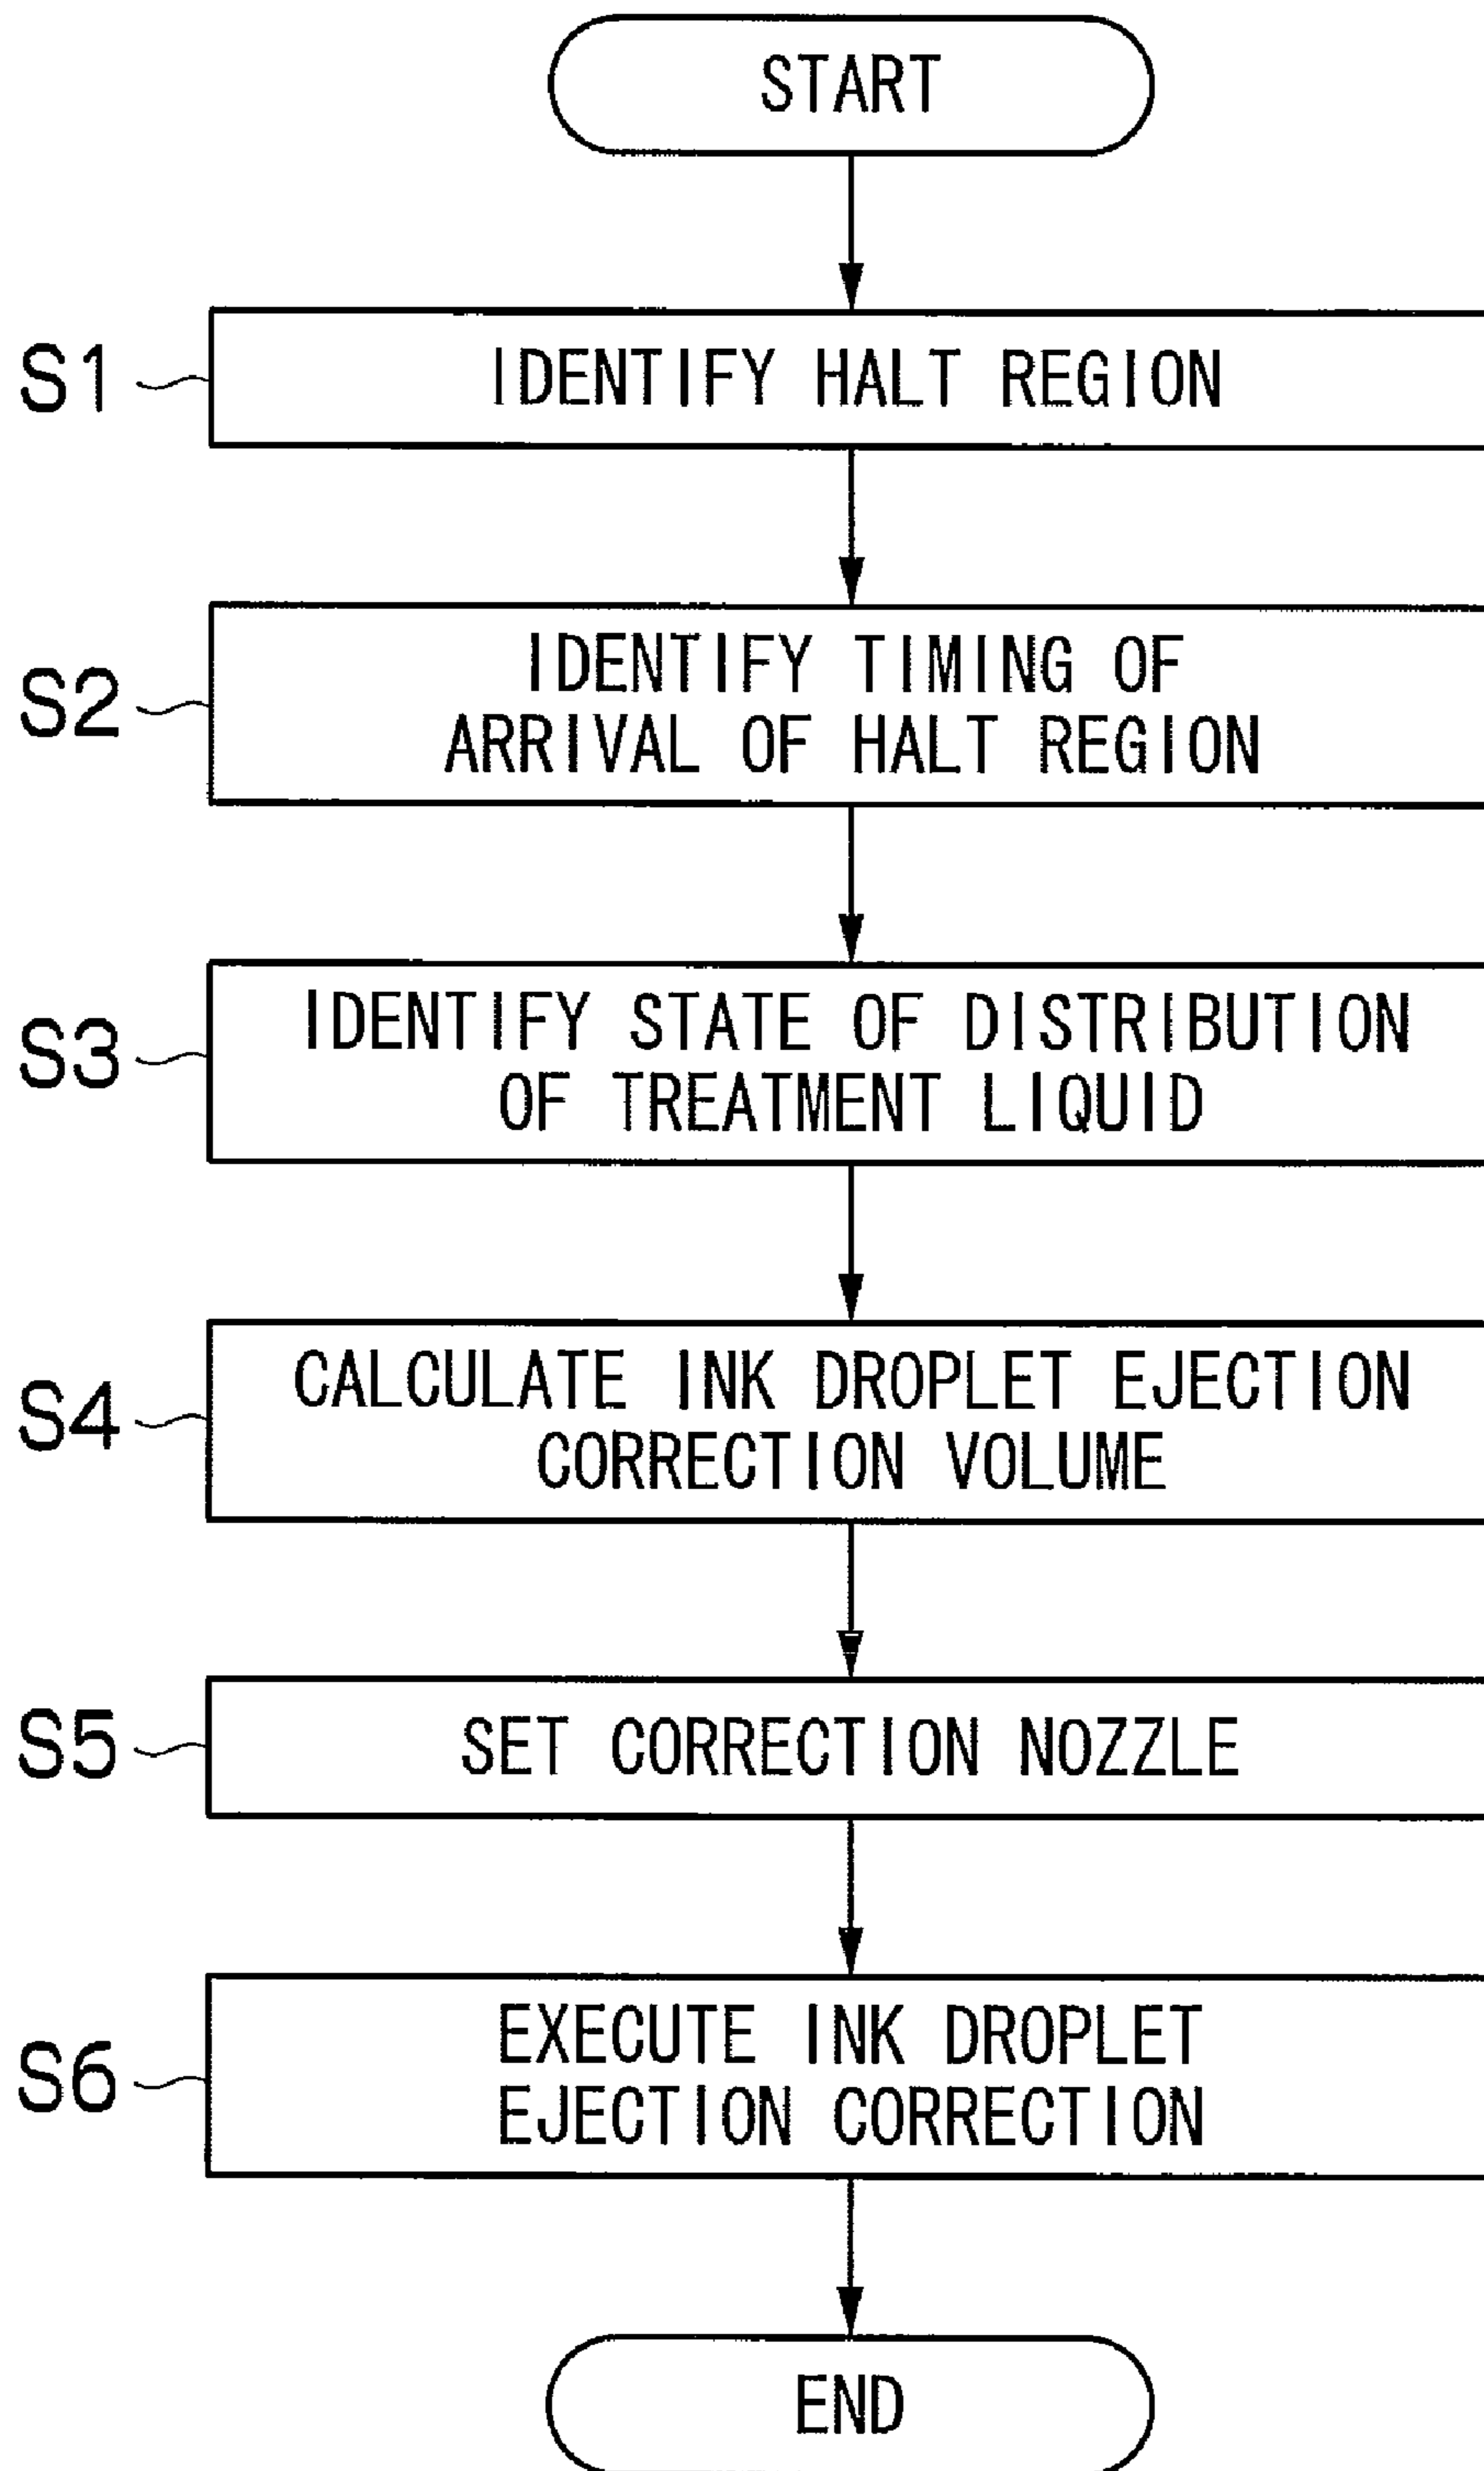 START
S1
IDENTIFY HALT REGION
S2
IDENTIFY TIMING OF
ARRIVAL OF HALT REGION
S3
IDENTIFY STATE OF DISTRIBUTION
OF TREATMENT LIQUID
S4
CALCULATE INK DROPLET EJECTION
CORRECTION VOLUME
S5
SET CORRECTION NOZZLE
S6
EXECUTE INK DROPLET
EJECTION CORRECTION
END